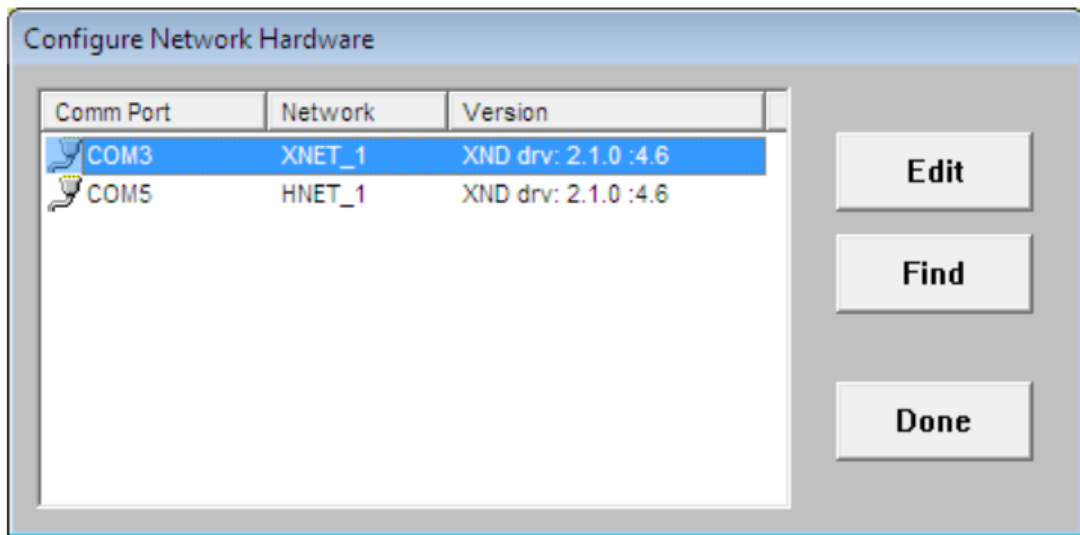 Configure Network Hardware
Comm Port Network Version
COM3 XNET_1 XND drv: 2.1.0 :4.6
COM5 HNET_1 XND drv: 2.1.0 :4.6
Edit
Find
Done